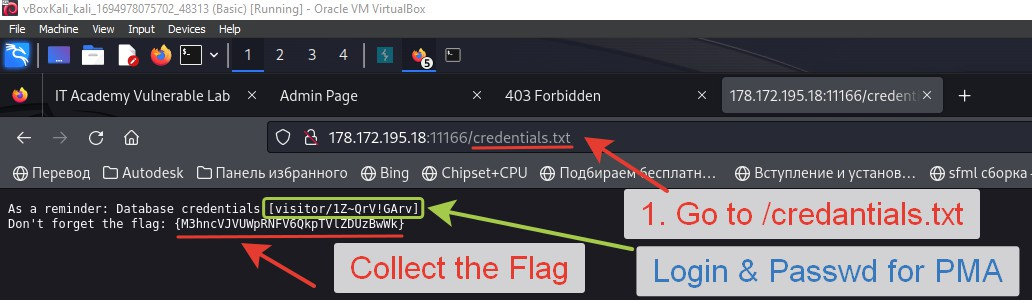 vBoxKali_kali_1694978075702_48313 (Basic) [Running] - Oracle VM VirtualBox
File Machine View Input Devices Help
1 2 3 4 5
IT Academy Vulnerable Lab Admin Page 403 Forbidden 178.172.195.18:11166/credenti
178.172.195.18:11166/credentials.txt
Перевод Atdesk Панель избранного Bing Chipset+CPU Подбираем бесплатн… Вступление и установ… sfml сборка –
As a reminder: Database credentials [visitor/1Z~QrV!GArv]
Don't forget the flag: {M3hncVJVUWpRNFV6QkpTVlZDUzBwWk}
1. Go to /credantials.txt
Collect the Flag
Login & Passwd for PMA